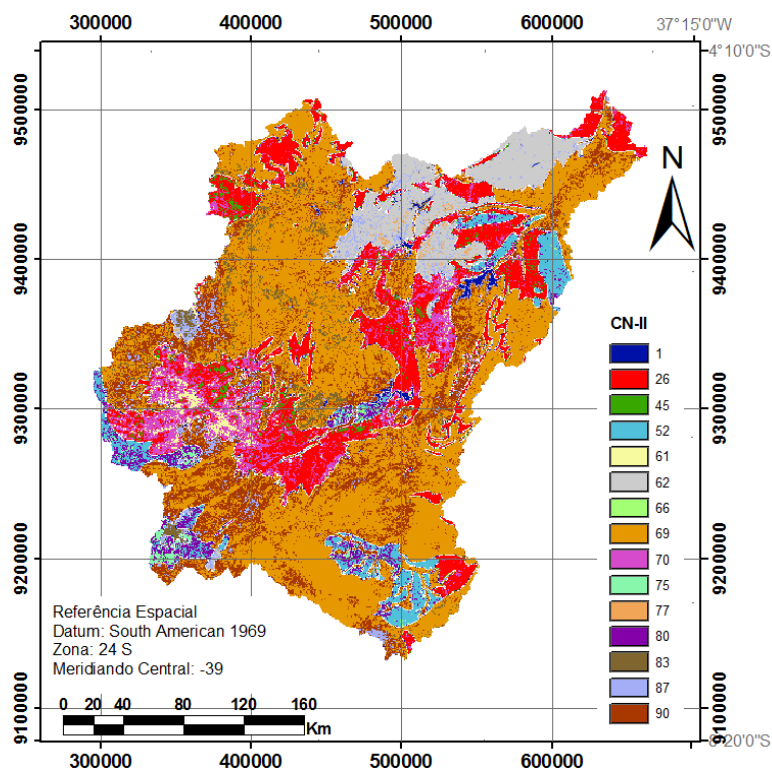 300000 400000 500000 600000 37°15'0"W
4°10'0"S
9500000 9500000
N
9400000 9400000
CN-II
1
26
45
52
61
62
66
69
70
75
77
80
83
87
90
9300000 9300000
9200000 9200000
Referência Espacial
Datum: South American 1969
Zona: 24 S
Meridiando Central: -39
0 20 40 80 120 160
Km
9100000 9100000
300000 400000 500000 600000